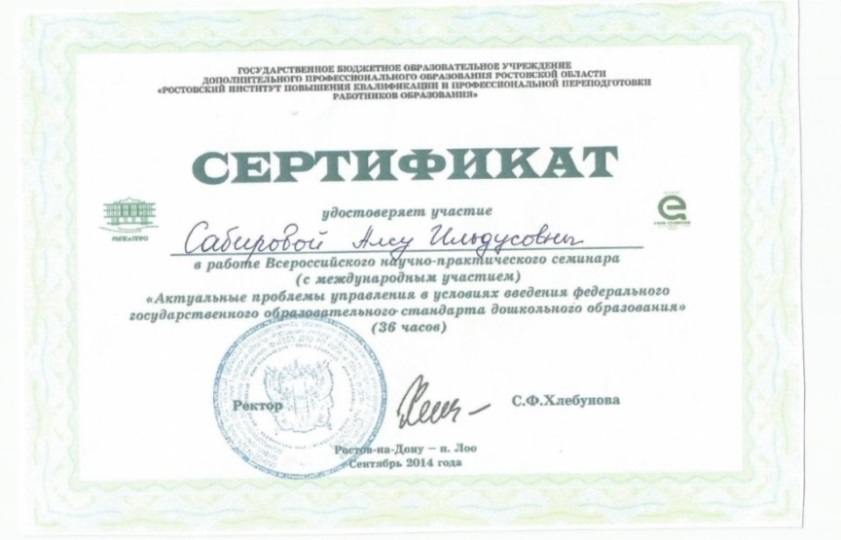 ГОСУДАРСТВЕННОЕ БЮДЖЕТНОЕ ОБРАЗОВАТЕЛЬНОЕ УЧРЕЖДЕНИЕ
ДОПОЛНИТЕЛЬНОГО ПРОФЕССИОНАЛЬНОГО ОБРАЗОВАНИЯ РОСТОВСКОЙ ОБЛАСТИ
«РОСТОВСКИЙ ИНСТИТУТ ПОВЫШЕНИЯ КВАЛИФИКАЦИИ И ПРОФЕССИОНАЛЬНОЙ ПЕРЕПОДГОТОВКИ
РАБОТНИКОВ ОБРАЗОВАНИЯ»
СЕРТИФИКАТ
удостоверяет участие
Сабировой Алсу Ильдусовны
в работе Всероссийского научно-практического семинара
(с международным участием)
«Актуальные проблемы управления в условиях введения федерального
государственного образовательного стандарта дошкольного образования»
(36 часов)
Ректор
С.Ф.Хлебунова
Ростов-на-Дону – п. Лоо
Сентябрь 2014 года